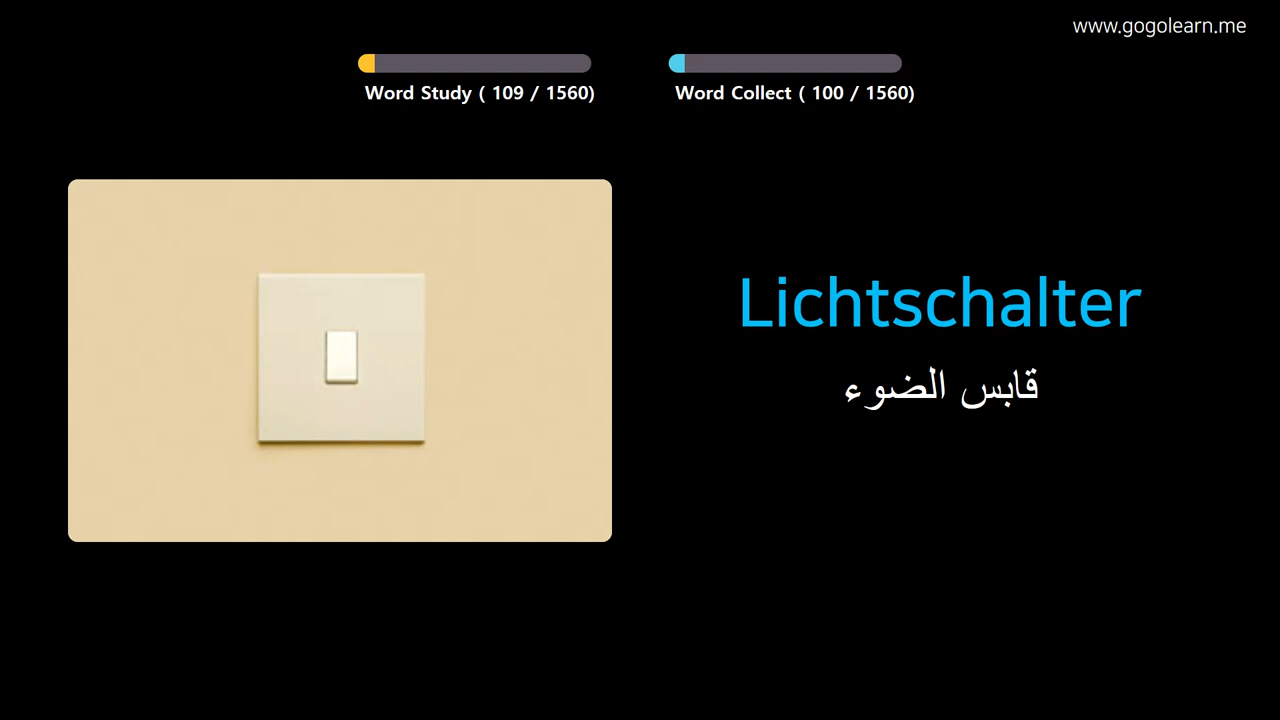 www.gogolearn.me
Word Study ( 109 / 1560)
Word Collect ( 100 / 1560)
Lichtschalter
قابس الضوء